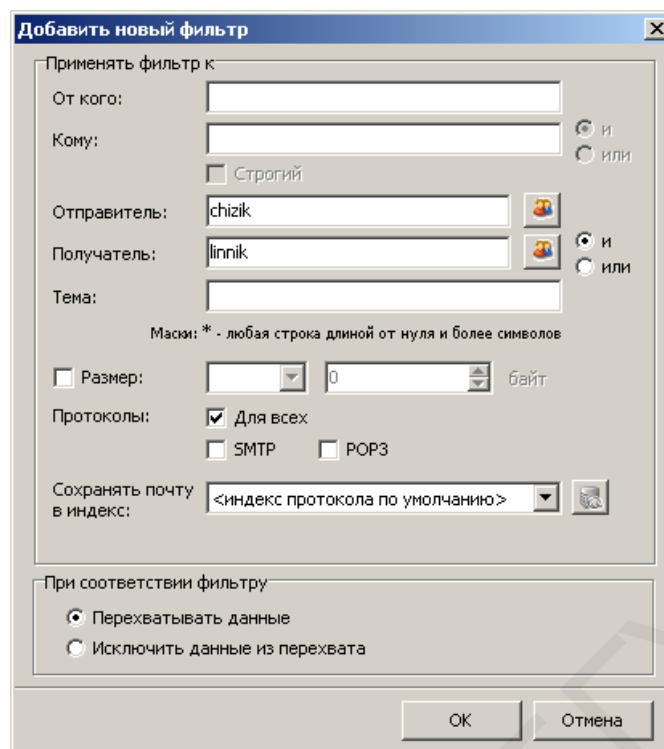 Добавить новый фильтр
Применять фильтр к
От кого:
Кому:
и
или
Строгий
Отправитель: chizik
Получатель: linnik
и
или
Тема:
Маски: * - любая строка длиной от нуля и более символов
Размер: 0 байт
Протоколы: Для всех
SMTP POP3
Сохранять почту
в индекс: <индекс протокола по умолчанию>
При соответствии фильтру
Перехватывать данные
Исключить данные из перехвата
OK Отмена